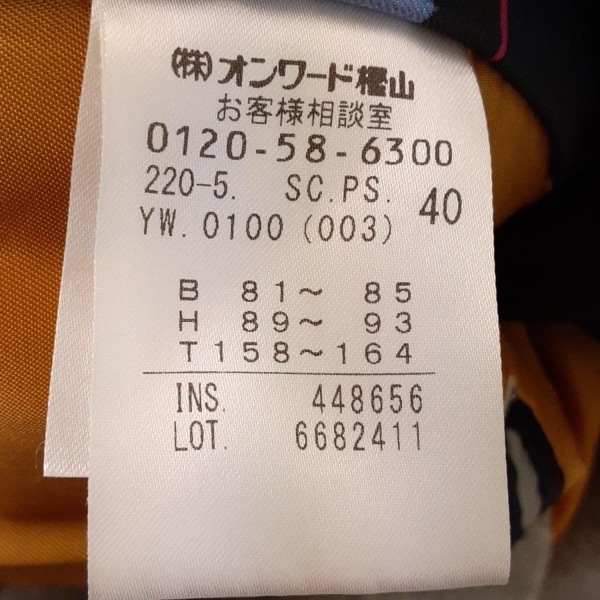 (株)オンワード樫山
お客様相談室
0120-58-6300
220-5. SC.PS. 40
YW. 0100 (003)
B 81～ 85
H 89～ 93
T158～164
INS. 448656
LOT. 6682411